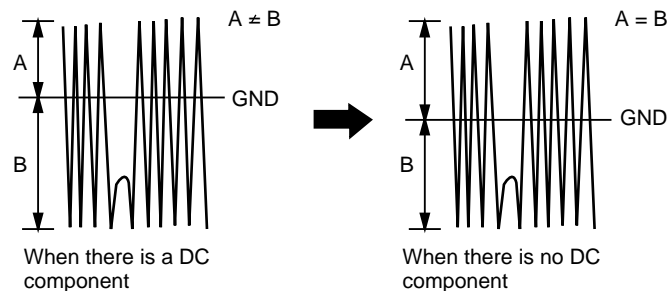 A ≠ B
A
GND
B
When there is a DC
component
A = B
A
GND
B
When there is no DC
component